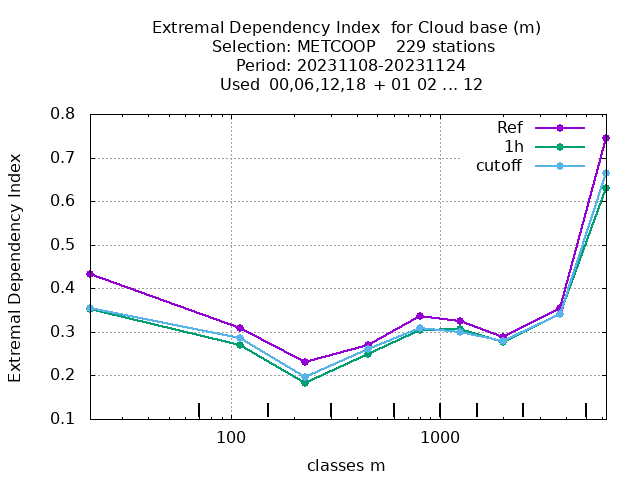 Extremal Dependency Index  for Cloud base (m)
Selection: METCOOP    229 stations
Period: 20231108-20231124
Used  00,06,12,18  + 01 02 ... 12
Ref
1h
cutoff
Extremal Dependency Index
0.8
0.7
0.6
0.5
0.4
0.3
0.2
0.1
100
1000
classes m